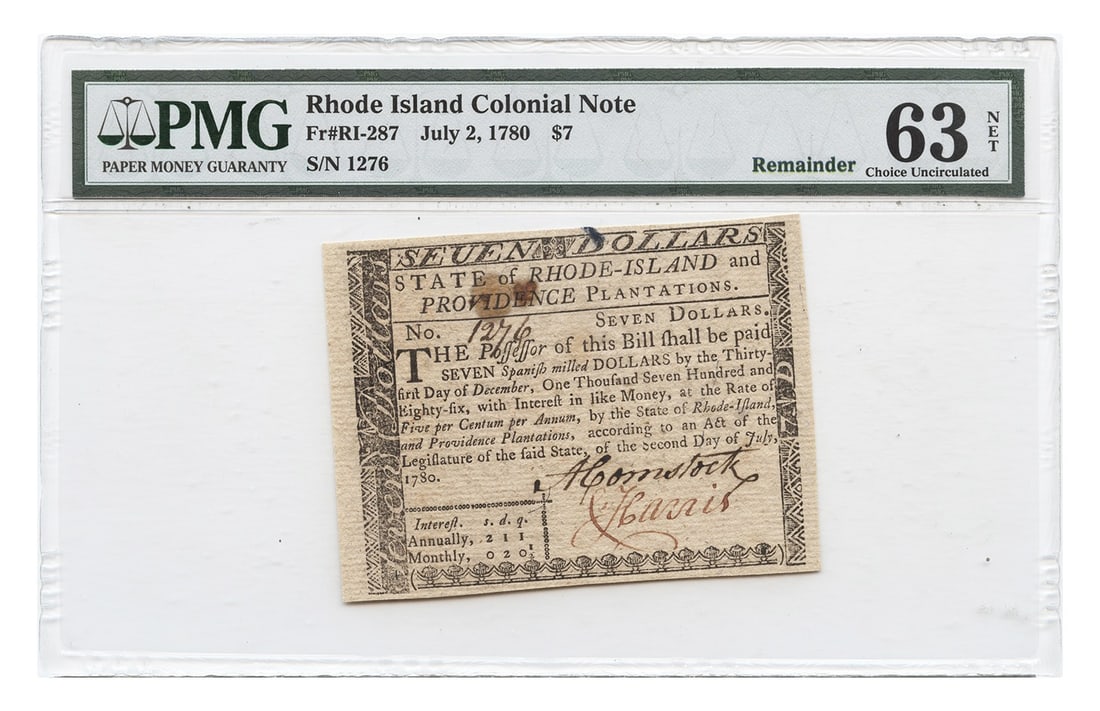 PMG
PAPER MONEY GUARANTY
Rhode Island Colonial Note
Fr#RI-287 July 2, 1780 $7
S/N 1276
Remainder
63
NET
Choice Uncirculated
SEUEN DOLLARS
STATE of RHODE-ISLAND and
PROVIDENCE PLANTATIONS.
No. 1276 SEVEN DOLLARS.
THE Poſſeſſor of this Bill ſhall be paid
SEVEN Spaniſh milled DOLLARS by the Thirty-
firſt Day of December, One Thouſand Seven Hundred and
Eighty-ſix, with Intereſt in like Money, at the Rate of
Five per Centum per Annum, by the State of Rhode-Iſland,
and Providence Plantations, according to an Act of the
Legiſlature of the ſaid State, of the Second Day of July,
1780.
AComstock
Harris
Intereſt. s. d. q.
Annually, 2 1 1
Monthly, 0 2 0